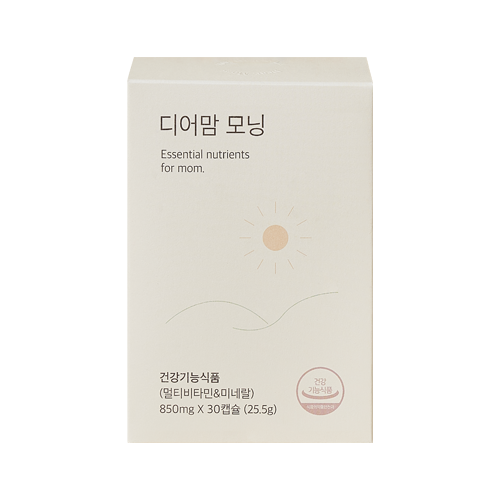 디어맘 모닝
Essential nutrients
for mom.
건강기능식품
(멀티비타민&미네랄)
850mg X 30캡슐 (25.5g)
건강
기능식품